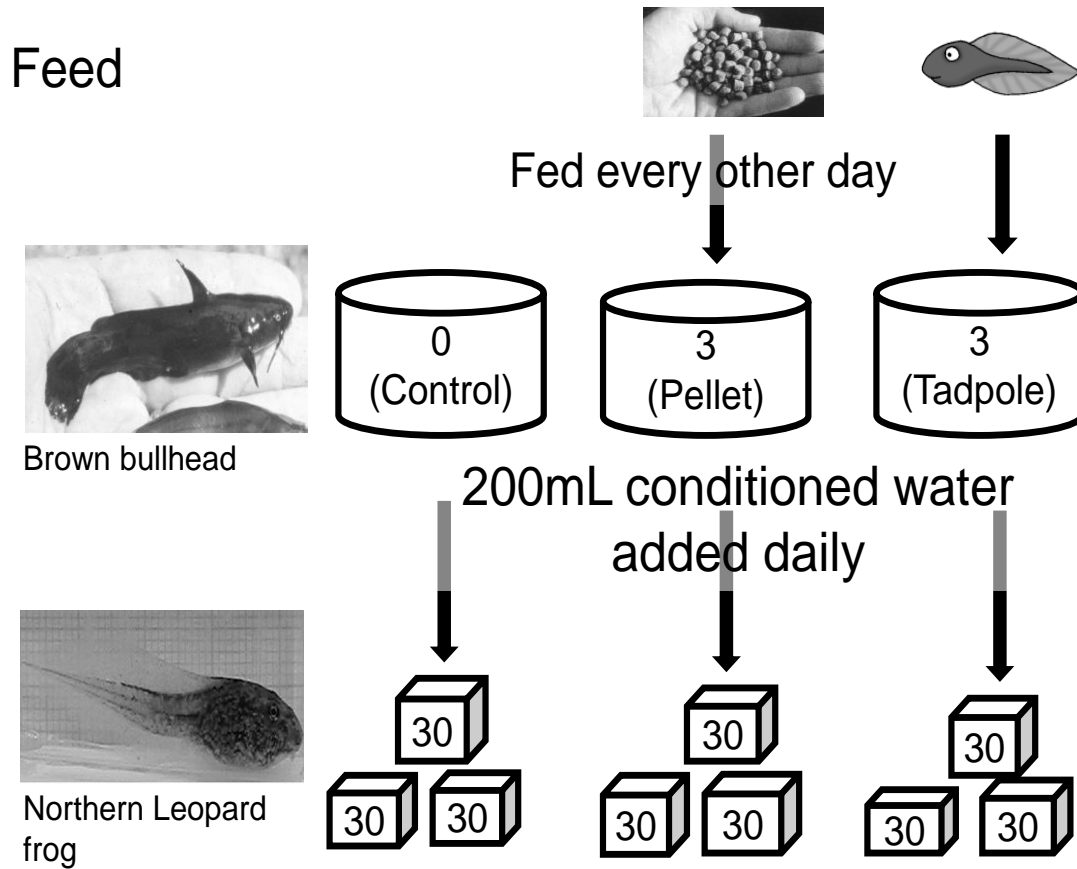 Feed
Fed every other day
0
(Control)
3
(Pellet)
3
(Tadpole)
Brown bullhead
200mL conditioned water
added daily
30
30
30
30
30
30
30
30
30
Northern Leopard
frog